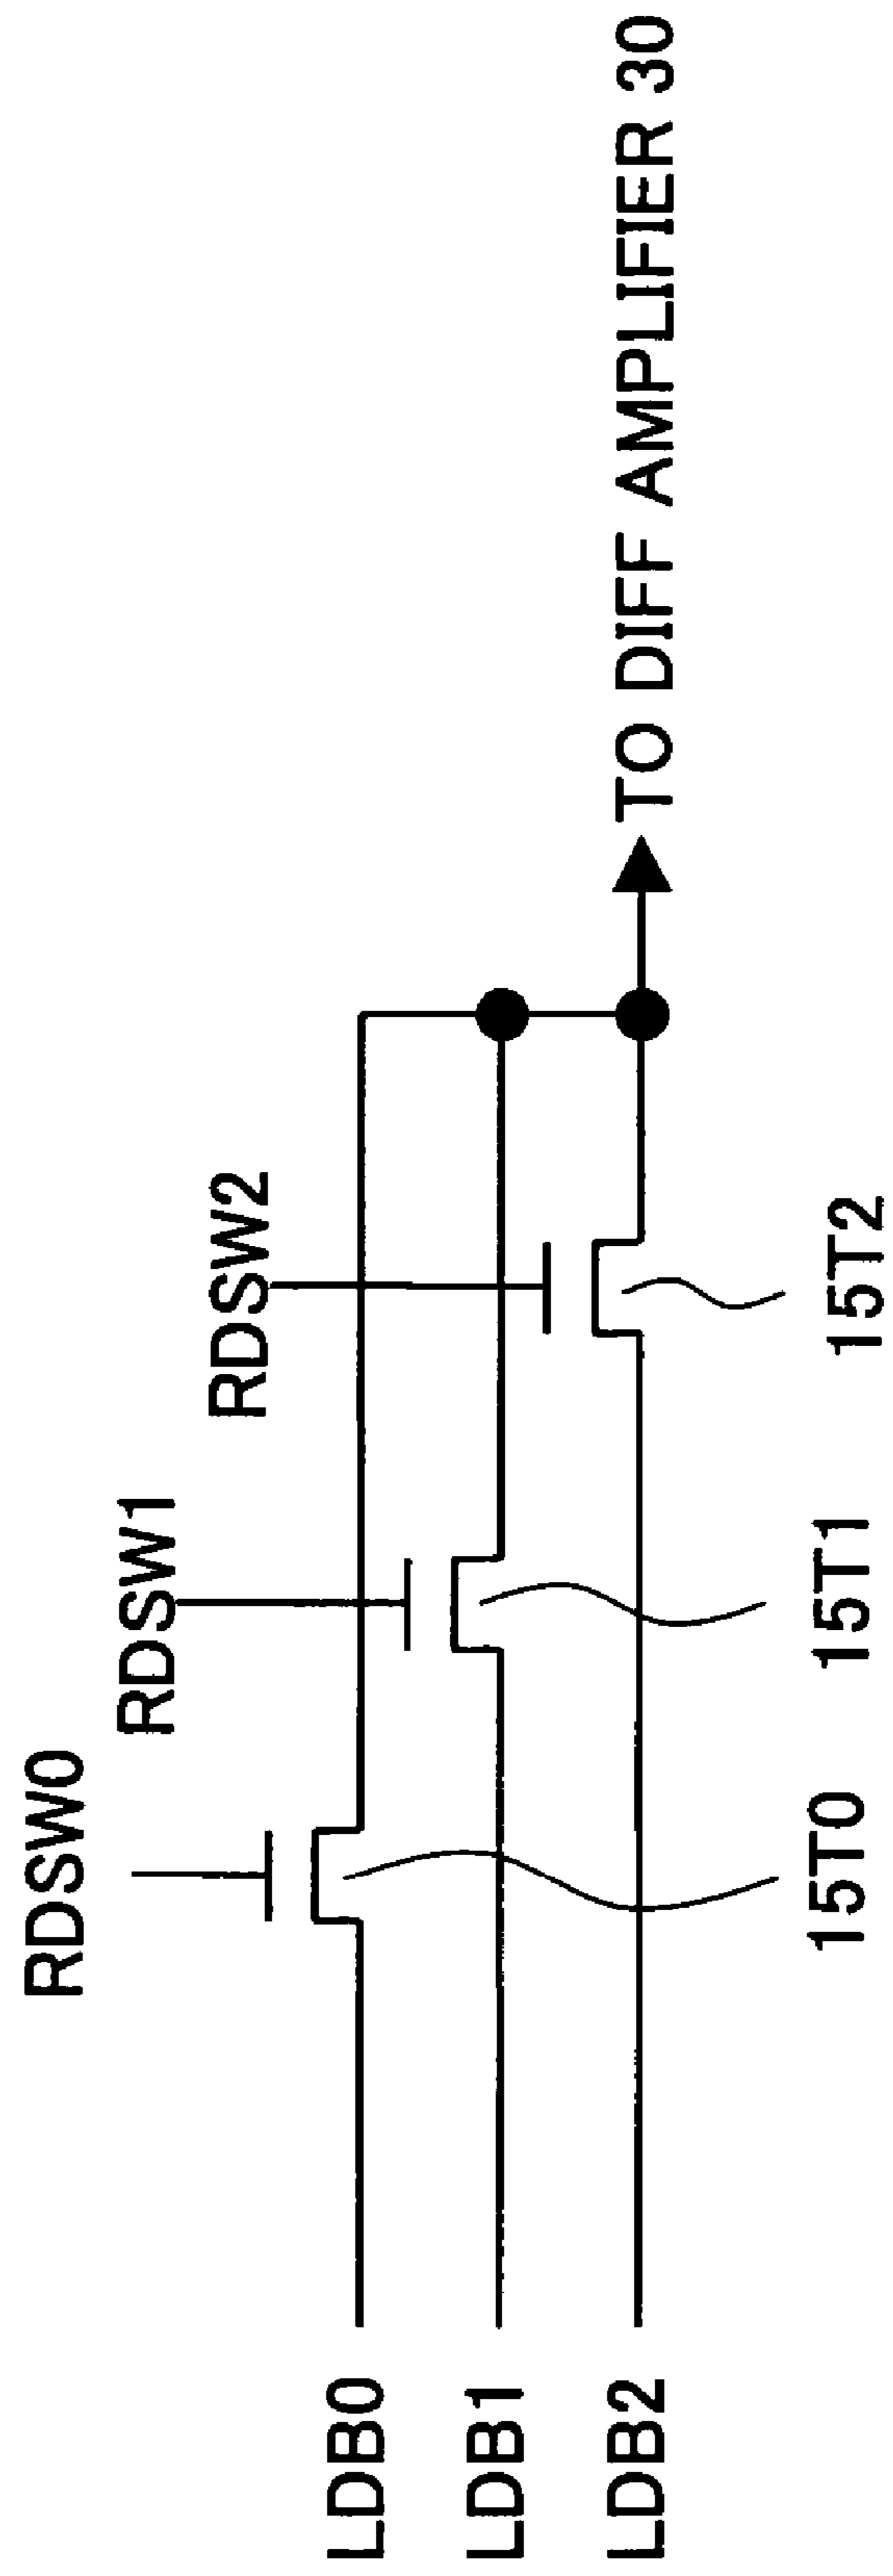 RDSW0
RDSW1
RDSW2
LDB0
LDB1
LDB2
TO DIFF AMPLIFIER 30
15T0
15T1
15T2